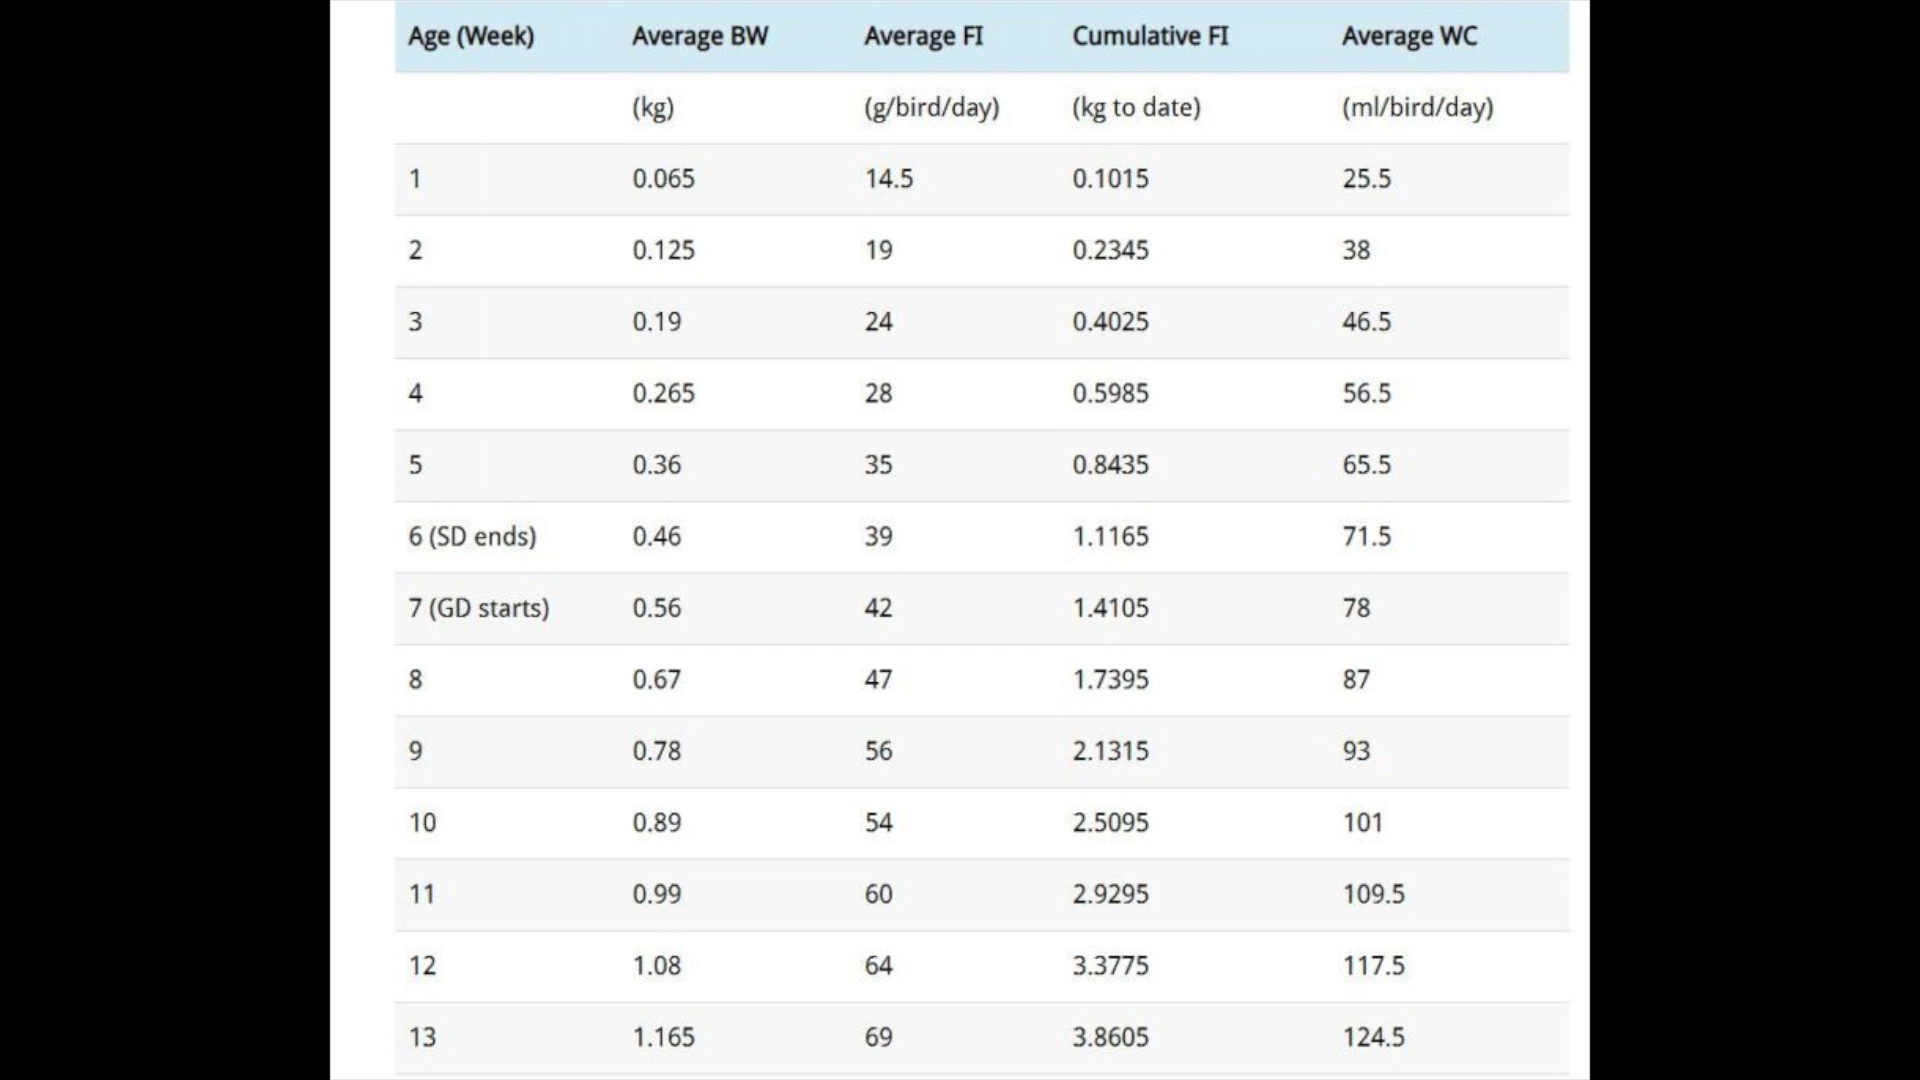 Age (Week) Average BW Average FI Cumulative FI Average WC
(kg) (g/bird/day) (kg to date) (ml/bird/day)
1 0.065 14.5 0.1015 25.5
2 0.125 19 0.2345 38
3 0.19 24 0.4025 46.5
4 0.265 28 0.5985 56.5
5 0.36 35 0.8435 65.5
6 (SD ends) 0.46 39 1.1165 71.5
7 (GD starts) 0.56 42 1.4105 78
8 0.67 47 1.7395 87
9 0.78 56 2.1315 93
10 0.89 54 2.5095 101
11 0.99 60 2.9295 109.5
12 1.08 64 3.3775 117.5
13 1.165 69 3.8605 124.5